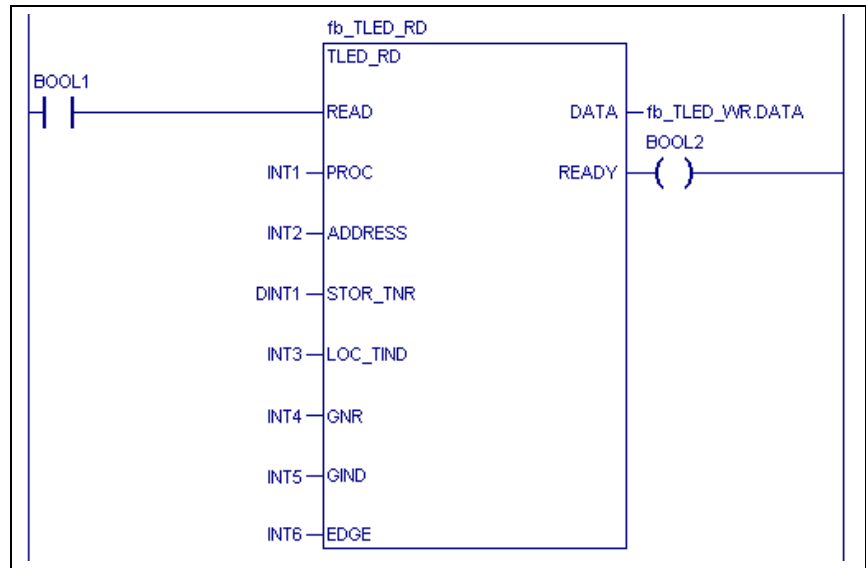 fb_TLED_RD
TLED_RD
BOOL1
READ DATA fb_TLED_WR.DATA
BOOL2
INT1 PROC READY
INT2 ADDRESS
DINT1 STOR_TNR
INT3 LOC_TIND
INT4 GNR
INT5 GIND
INT6 EDGE